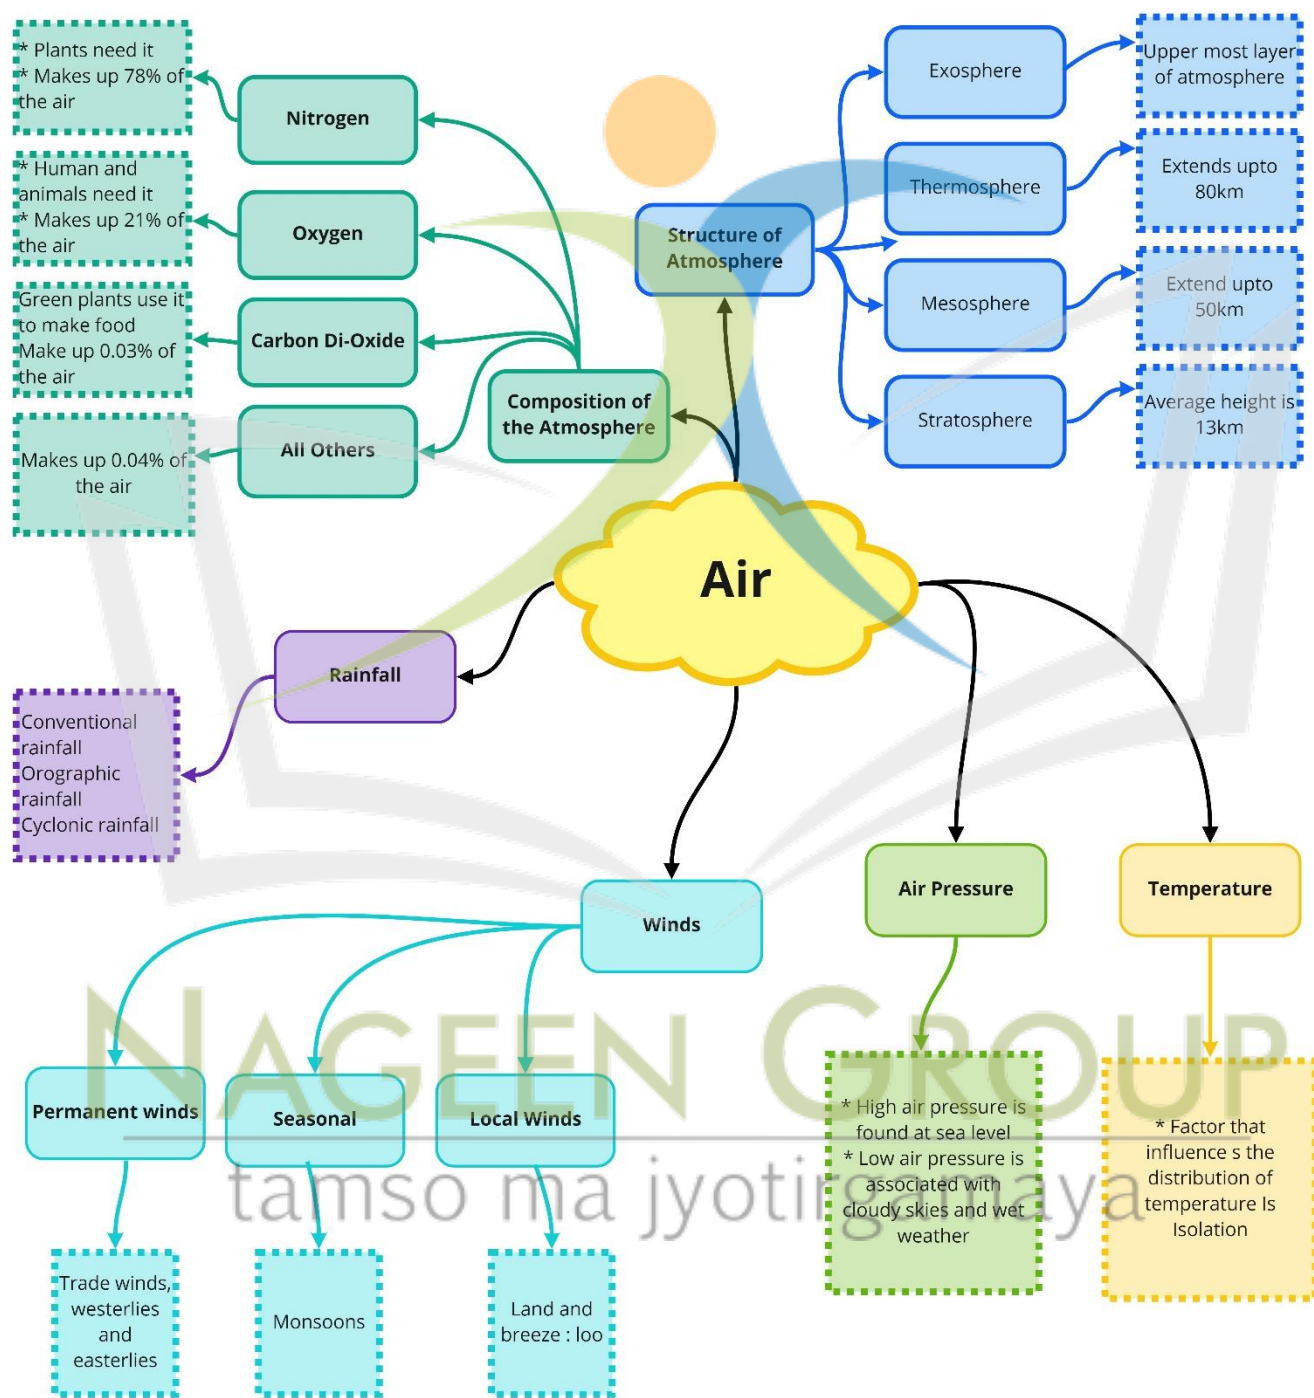 * Plants need it
* Makes up 78% of
the air
Nitrogen
* Human and
animals need it
* Makes up 21% of
the air
Oxygen
Green plants use it
to make food
Make up 0.03% of
the air
Carbon Di-Oxide
Makes up 0.04% of
the air
All Others
Composition of
the Atmosphere
Structure of
Atmosphere
Exosphere
Upper most layer
of atmosphere
Thermosphere
Extends upto
80km
Mesosphere
Extend upto
50km
Stratosphere
Average height is
13km
Air
Rainfall
Conventional
rainfall
Orographic
rainfall
Cyclonic rainfall
Winds
Air Pressure
Temperature
NAGEEN GROUP
tamso ma jyotirgamaya
Permanent winds
Seasonal
Local Winds
* High air pressure is
found at sea level
* Low air pressure is
associated with
cloudy skies and wet
weather
* Factor that
influence s the
distribution of
temperature Is
Isolation
Trade winds,
westerlies
and
easterlies
Monsoons
Land and
breeze : loo